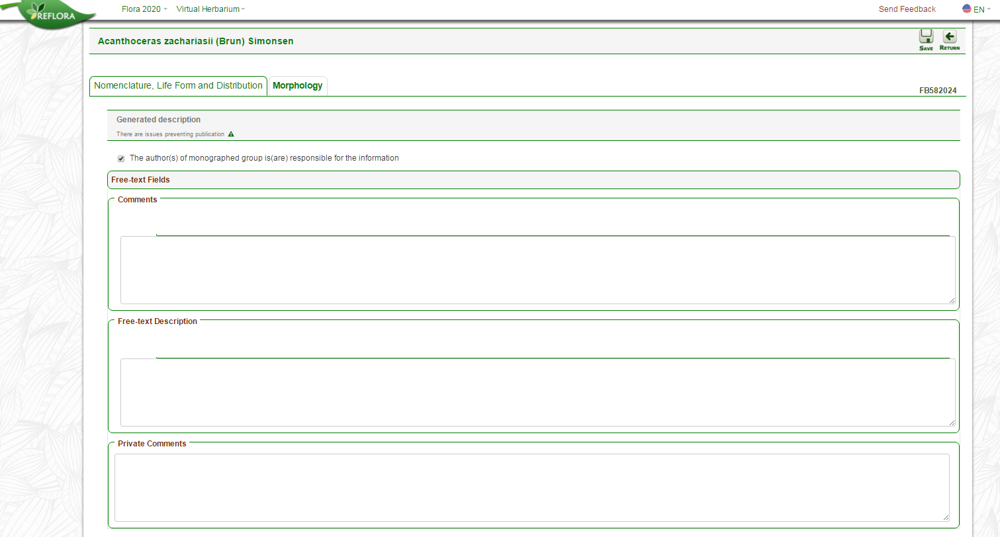 REFLORA
Flora 2020 Virtual Herbarium Send Feedback EN
Acanthoceras zachariasii (Brun) Simonsen
SAVE RETURN
Nomenclature, Life Form and Distribution Morphology
FB582024
Generated description
There are issues preventing publication
The author(s) of monographed group is(are) responsible for the information
Free-text Fields
Comments
Free-text Description
Private Comments